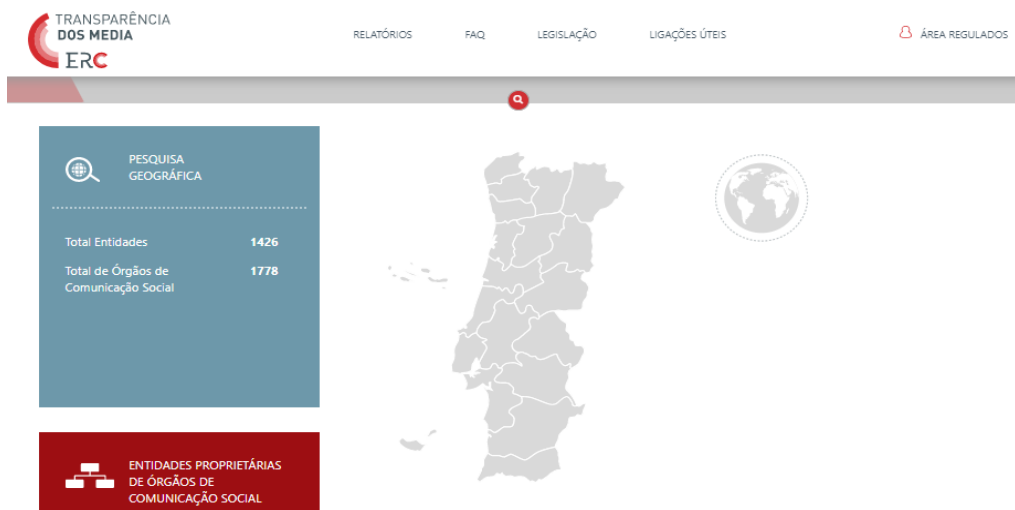 TRANSPARÊNCIA
DOS MEDIA
ERC
RELATÓRIOS
FAQ
LEGISLAÇÃO
LIGAÇÕES ÚTEIS
ÁREA REGULADOS
PESQUISA
GEOGRÁFICA
Total Entidades 1426
Total de Órgãos de 1778
Comunicação Social
ENTIDADES PROPRIETÁRIAS
DE ÓRGÃOS DE
COMUNICAÇÃO SOCIAL